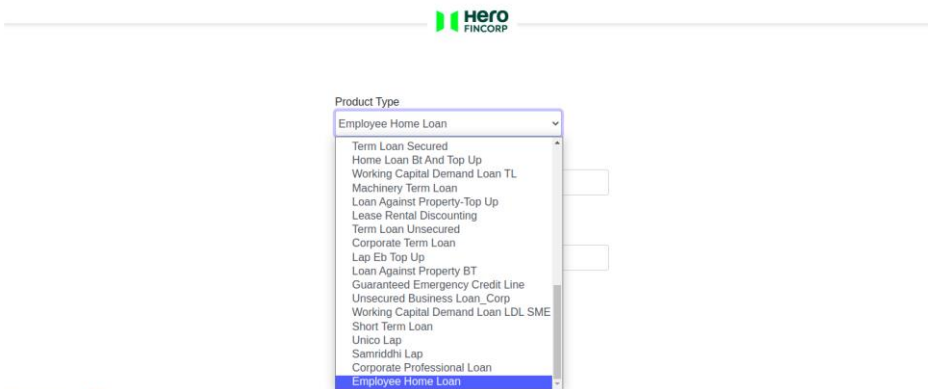 Hero
FINCORP
Product Type
Employee Home Loan
Term Loan Secured
Home Loan Bt And Top Up
Working Capital Demand Loan TL
Machinery Term Loan
Loan Against Property-Top Up
Lease Rental Discounting
Term Loan Unsecured
Corporate Term Loan
Lap Eb Top Up
Loan Against Property BT
Guaranteed Emergency Credit Line
Unsecured Business Loan_Corp
Working Capital Demand Loan LDL SME
Short Term Loan
Unico Lap
Samriddhi Lap
Corporate Professional Loan
Employee Home Loan